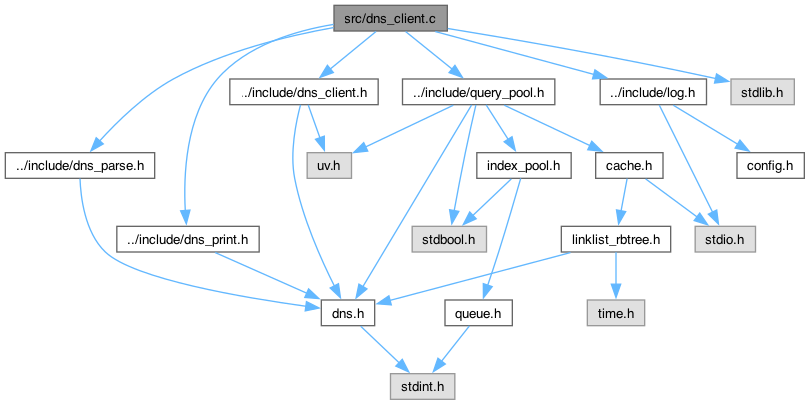 src/dns_client.c
../include/dns_client.h
../include/query_pool.h
../include/log.h
stdlib.h
../include/dns_parse.h
uv.h
index_pool.h
cache.h
config.h
../include/dns_print.h
stdbool.h
linklist_rbtree.h
stdio.h
dns.h
queue.h
time.h
stdint.h